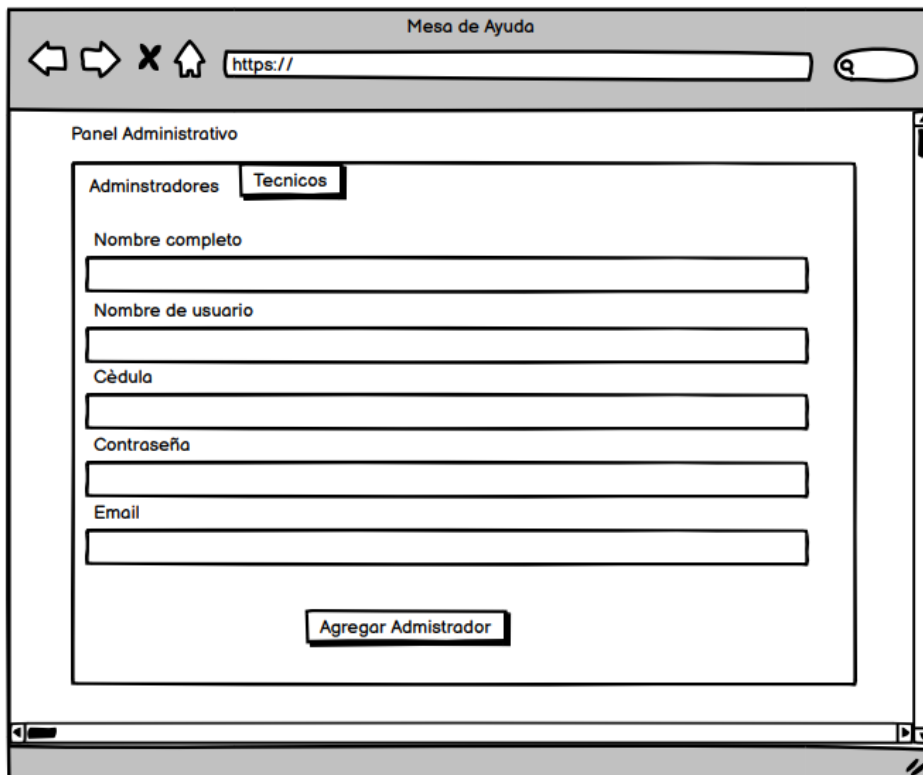 Mesa de Ayuda
https://
Panel Administrativo
Adminstradores
Tecnicos
Nombre completo
Nombre de usuario
Cèdula
Contraseña
Email
Agregar Admistrador